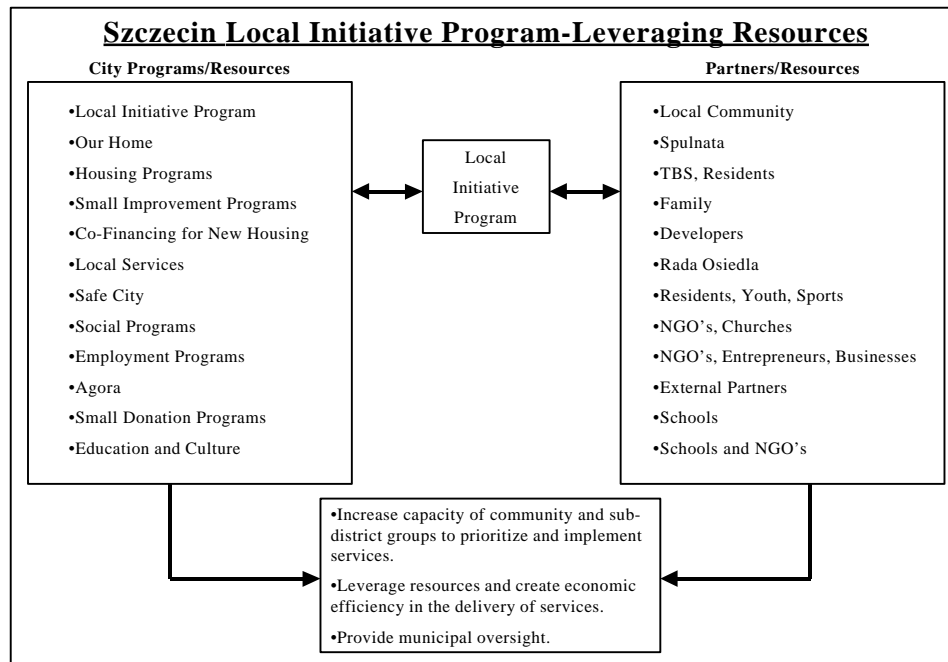 Szczecin Local Initiative Program-Leveraging Resources
City Programs/Resources
•Local Initiative Program
•Our Home
•Housing Programs
•Small Improvement Programs
•Co-Financing for New Housing
•Local Services
•Safe City
•Social Programs
•Employment Programs
•Agora
•Small Donation Programs
•Education and Culture
Local
Initiative
Program
Partners/Resources
•Local Community
•Spulnata
•TBS, Residents
•Family
•Developers
•Rada Osiedla
•Residents, Youth, Sports
•NGO’s, Churches
•NGO’s, Entrepreneurs, Businesses
•External Partners
•Schools
•Schools and NGO’s
•Increase capacity of community and sub-
district groups to prioritize and implement
services.
•Leverage resources and create economic
efficiency in the delivery of services.
•Provide municipal oversight.